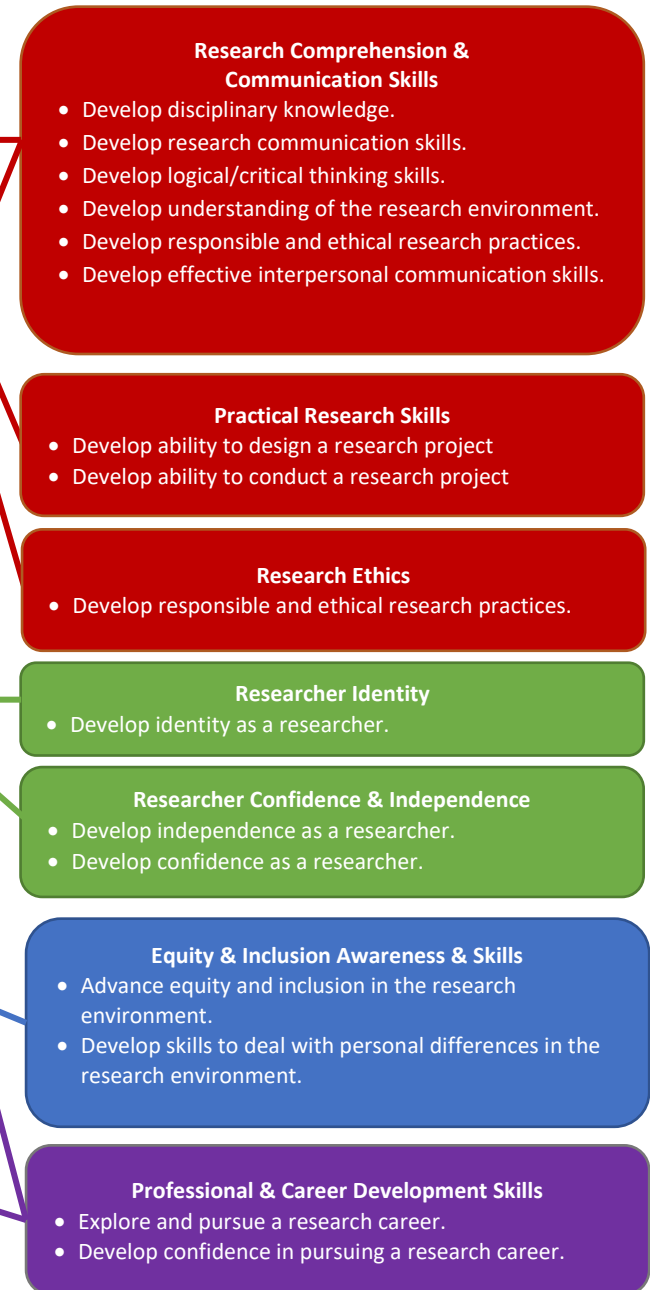 Research Comprehension &
Communication Skills
• Develop disciplinary knowledge.
• Develop research communication skills.
• Develop logical/critical thinking skills.
• Develop understanding of the research environment.
• Develop responsible and ethical research practices.
• Develop effective interpersonal communication skills.
Practical Research Skills
• Develop ability to design a research project
• Develop ability to conduct a research project
Research Ethics
• Develop responsible and ethical research practices.
Researcher Identity
• Develop identity as a researcher.
Researcher Confidence & Independence
• Develop independence as a researcher.
• Develop confidence as a researcher.
Equity & Inclusion Awareness & Skills
• Advance equity and inclusion in the research
environment.
• Develop skills to deal with personal differences in the
research environment.
Professional & Career Development Skills
• Explore and pursue a research career.
• Develop confidence in pursuing a research career.